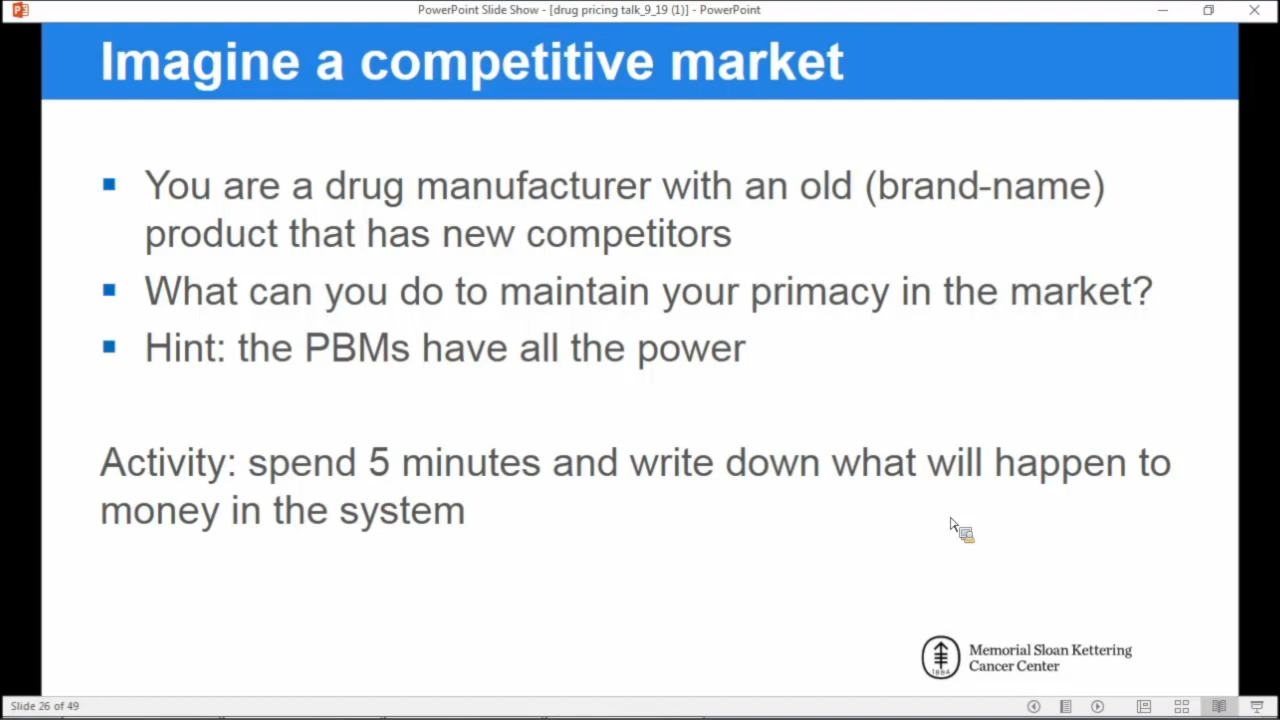 PowerPoint Slide Show - [drug pricing talk_9_19 (1)] - PowerPoint
Imagine a competitive market
You are a drug manufacturer with an old (brand-name)
product that has new competitors
What can you do to maintain your primacy in the market?
Hint: the PBMs have all the power
Activity: spend 5 minutes and write down what will happen to
money in the system
1884
Memorial Sloan Kettering
Cancer Center
Slide 26 of 49